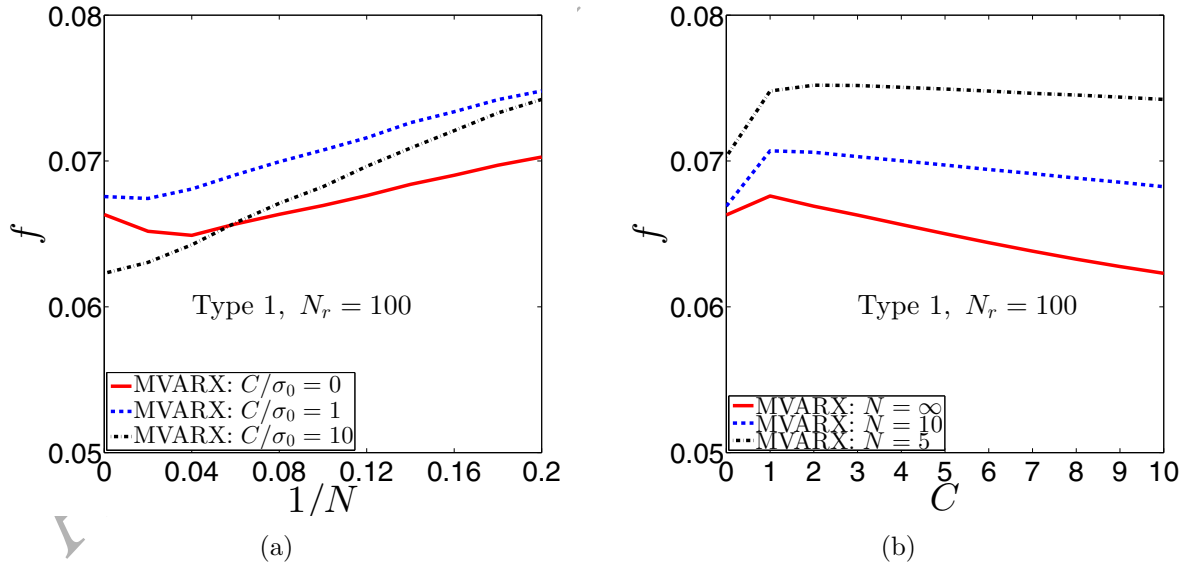 0.08
0.07
0.06
0.05
f
Type 1, N_r = 100
MVARX: C/σ_0 = 0
MVARX: C/σ_0 = 1
MVARX: C/σ_0 = 10
0 0.04 0.08 0.12 0.16 0.2
1/N
(a)
0.08
0.07
0.06
0.05
f
Type 1, N_r = 100
MVARX: N = ∞
MVARX: N = 10
MVARX: N = 5
0 1 2 3 4 5 6 7 8 9 10
C
(b)